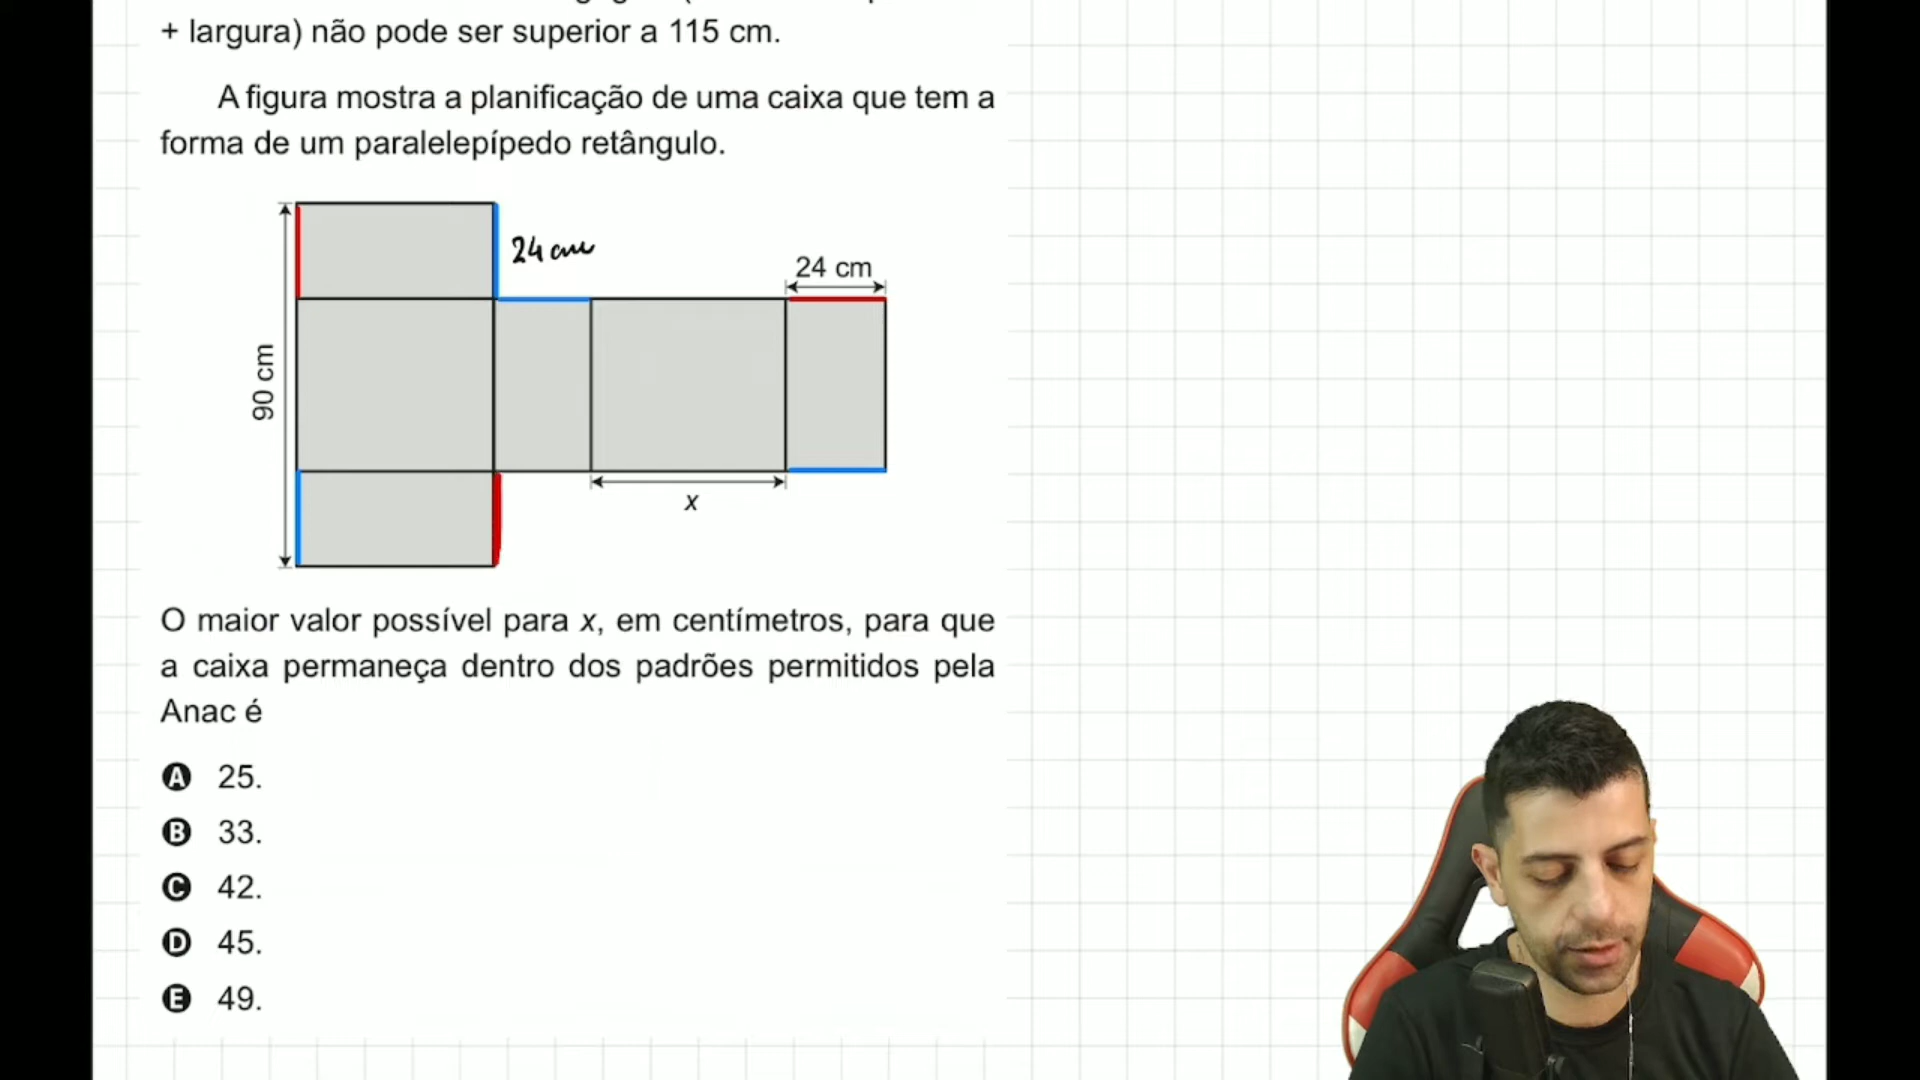 + largura) não pode ser superior a 115 cm.
A figura mostra a planificação de uma caixa que tem a
forma de um paralelepípedo retângulo.
24 cm
24 cm
90 cm
x
O maior valor possível para x, em centímetros, para que
a caixa permaneça dentro dos padrões permitidos pela
Anac é
A 25.
B 33.
C 42.
D 45.
E 49.